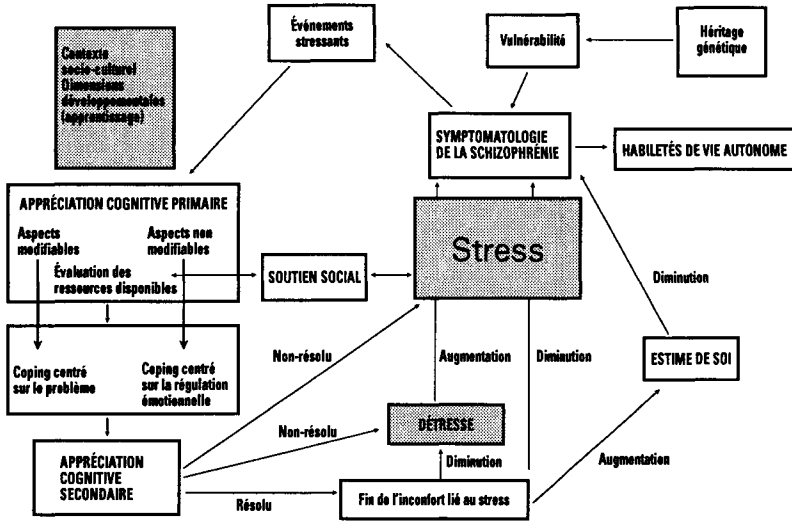 Événements
stressants
Vulnérabilité
Héritage
génétique
Contexte
socio-culturel
Dimensions
développementales
(apprentissage)
SYMPTOMATOLOGIE
DE LA SCHIZOPHRÉNIE
HABILETÉS DE VIE AUTONOME
APPRÉCIATION COGNITIVE PRIMAIRE
Aspects
modifiables
Aspects non
modifiables
Évaluation des
ressources disponibles
SOUTIEN SOCIAL
Stress
Diminution
Coping centré
sur le problème
Coping centré
sur la régulation
émotionnelle
Non-résolu
Augmentation
Diminution
ESTIME DE SOI
Non-résolu
DÉTRESSE
APPRÉCIATION
COGNITIVE
SECONDAIRE
Diminution
Augmentation
Résolu
Fin de l'inconfort lié au stress